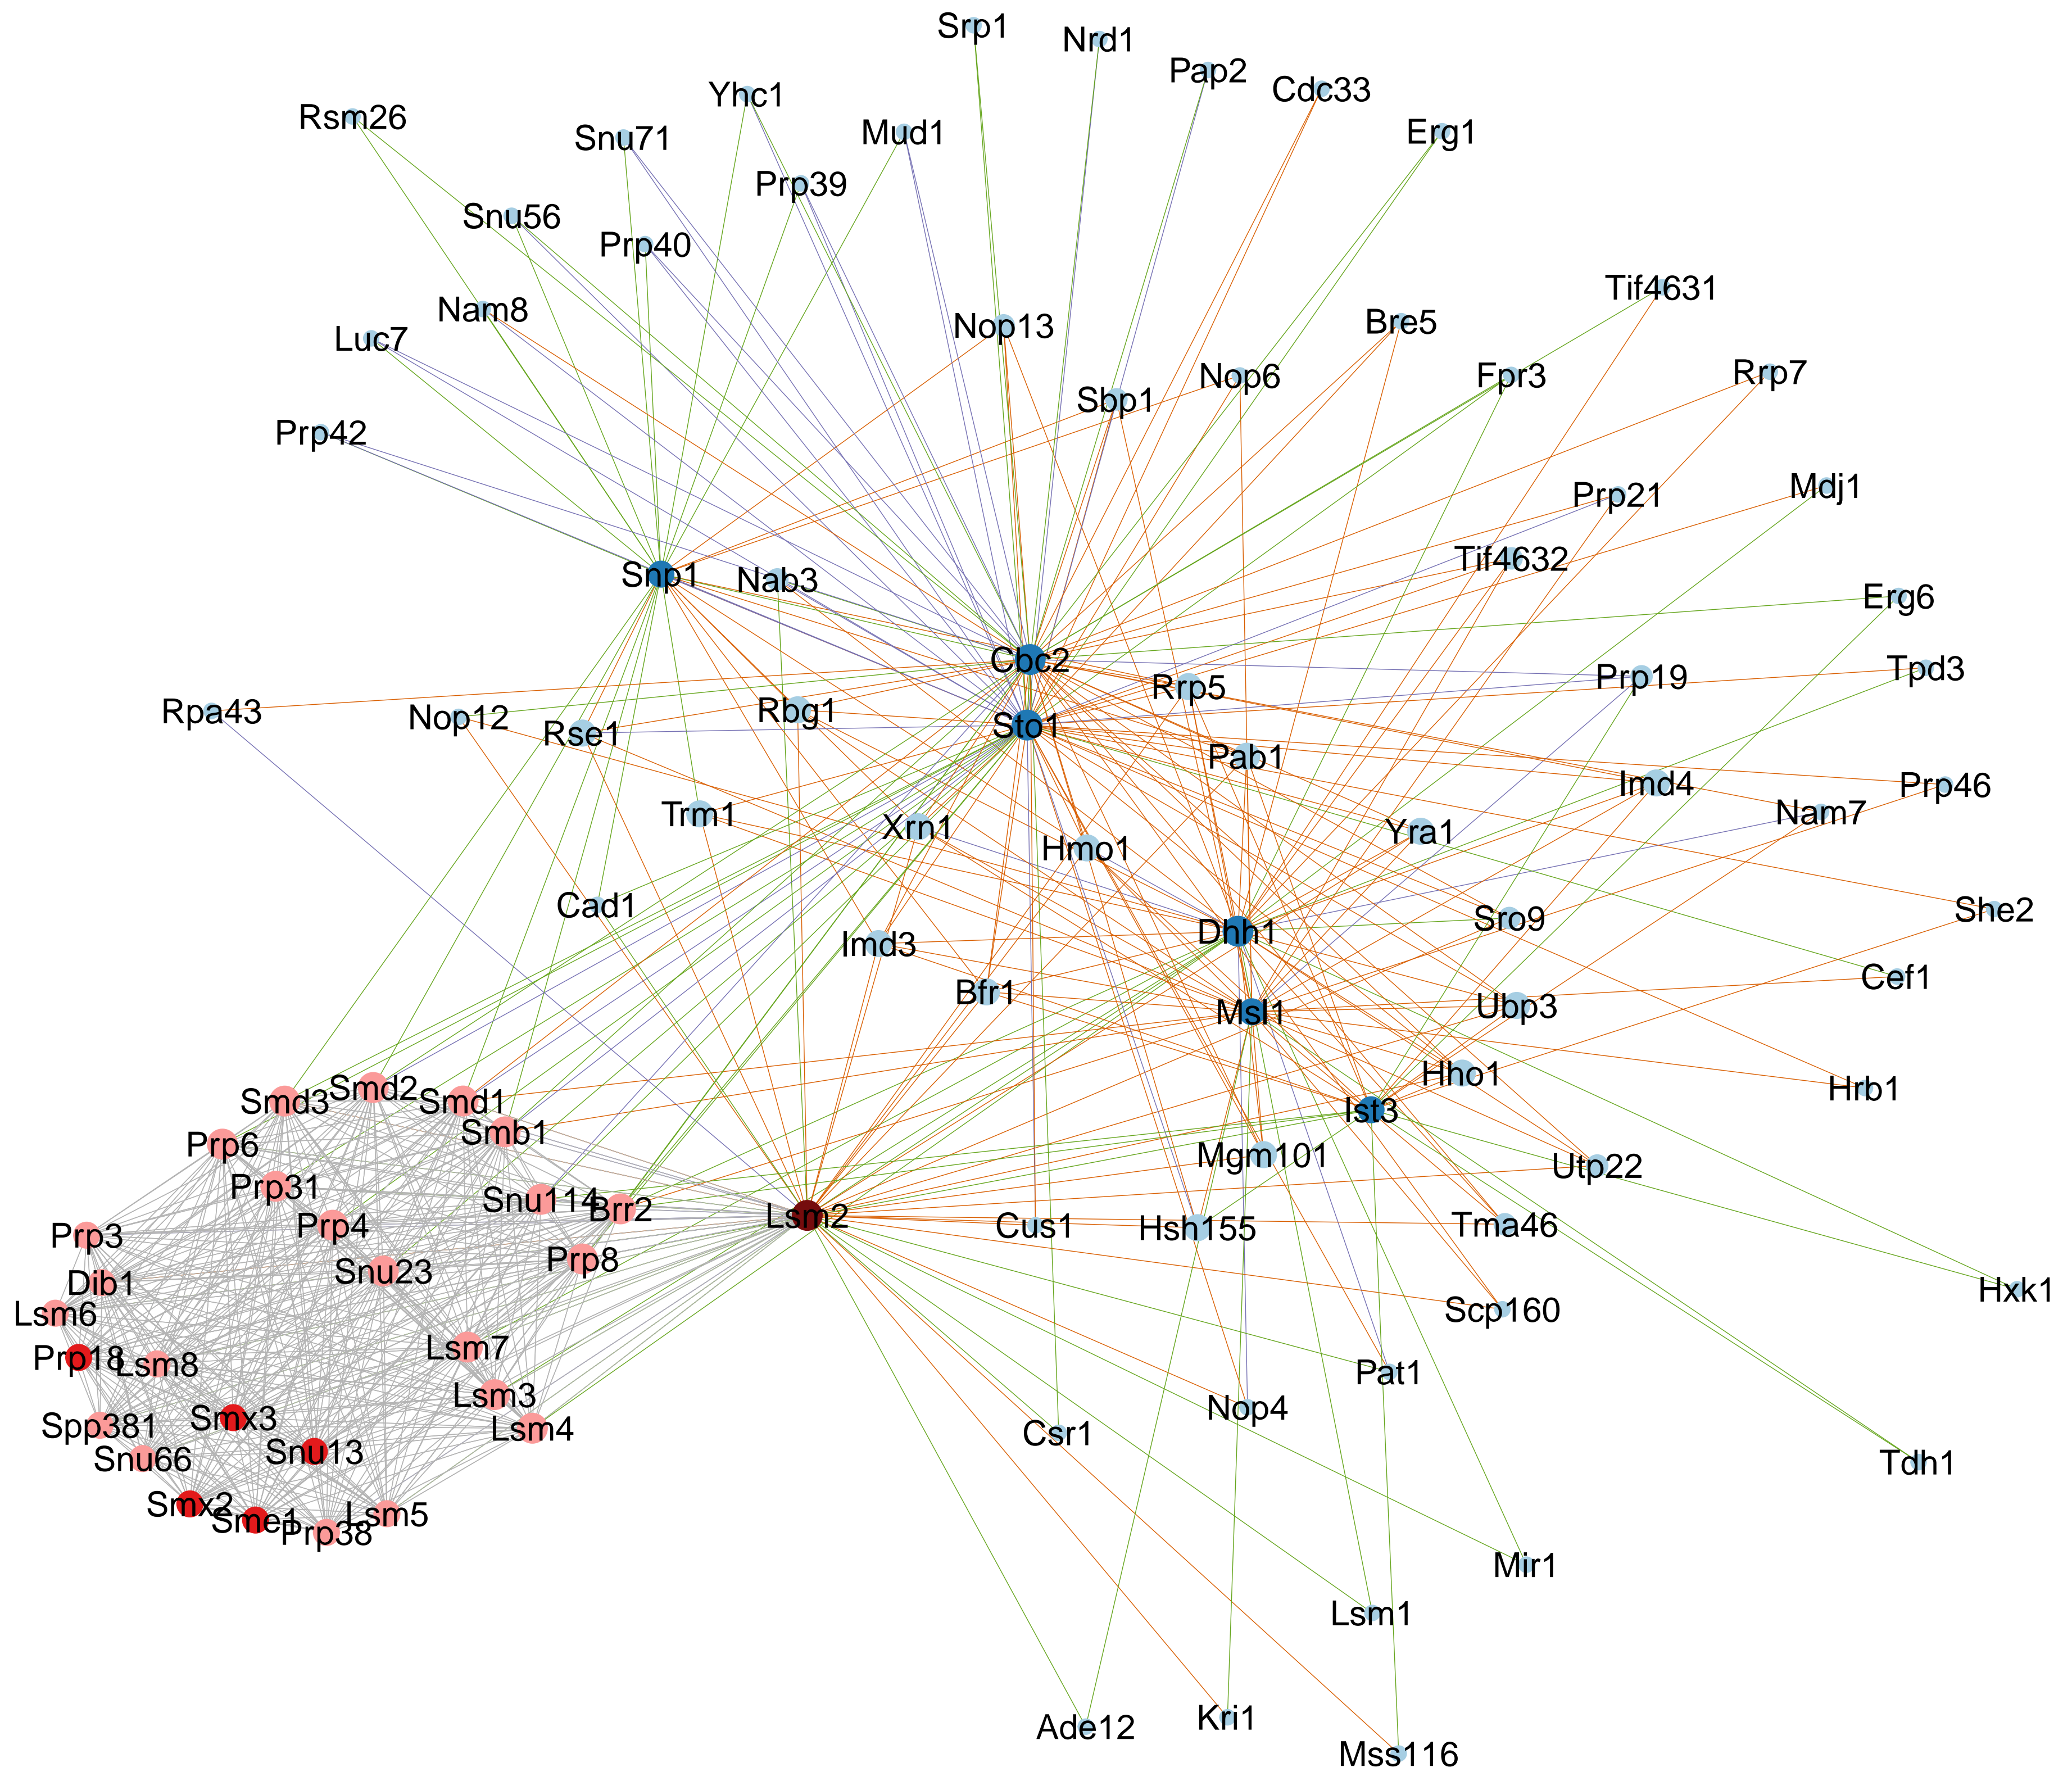 Srp1
Nrd1
Pap2
Cdc33
Yhc1
Rsm26
Snu71
Mud1
Erg1
Prp39
Snu56
Prp40
Tif4631
Nam8
Luc7
Nop13
Bre5
Nop6
Fpr3
Rrp7
Sbp1
Prp42
Prp21
Mdj1
Tif4632
Snp1
Nab3
Erg6
Cbc2
Rrp5
Prp19
Tpd3
Rpa43
Nop12
Rse1
Rbg1
Sto1
Pab1
Imd4
Prp46
Trm1
Xrn1
Hmo1
Yra1
Nam7
Cad1
Imd3
Dhh1
Sro9
She2
Bfr1
Msl1
Ubp3
Cef1
Hho1
Hrb1
Smd3
Smd2
Smd1
Smb1
Ist3
Prp6
Prp31
Snu114
Brr2
Lsm2
Mgm101
Utp22
Prp3
Prp4
Cus1
Hsh155
Tma46
Dib1
Snu23
Prp8
Hxk1
Lsm6
Scp160
Prp18
Lsm8
Lsm7
Pat1
Lsm3
Nop4
Spp381
Smx3
Lsm4
Csr1
Snu66
Snu13
Tdh1
Smx2
Sme1
Prp38
Lsm5
Mir1
Lsm1
Ade12
Kri1
Mss116